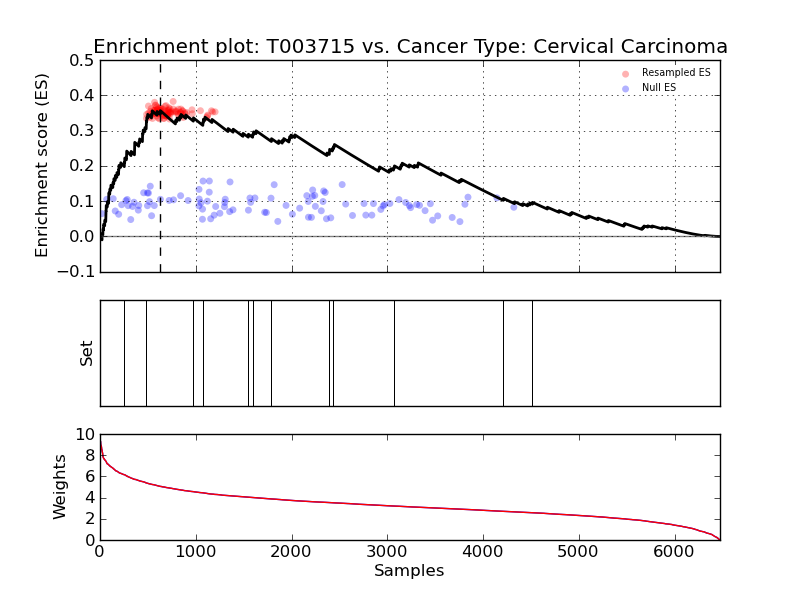 Enrichment plot: T003715 vs. Cancer Type: Cervical Carcinoma
Enrichment score (ES)
0.5
0.4
0.3
0.2
0.1
0.0
−0.1
Resampled ES
Null ES
Set
Weights
10
8
6
4
2
0
0 1000 2000 3000 4000 5000 6000
Samples